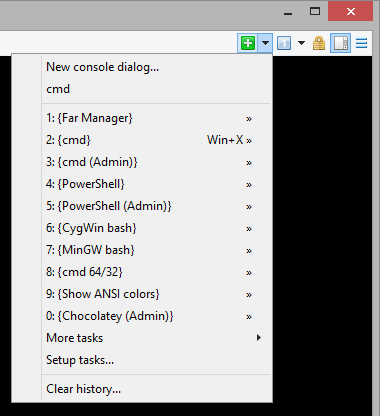 1
New console dialog...
cmd
1: {Far Manager} »
2: {cmd} Win+X »
3: {cmd (Admin)} »
4: {PowerShell} »
5: {PowerShell (Admin)} »
6: {CygWin bash} »
7: {MinGW bash} »
8: {cmd 64/32} »
9: {Show ANSI colors} »
0: {Chocolatey (Admin)} »
More tasks
Setup tasks...
Clear history...